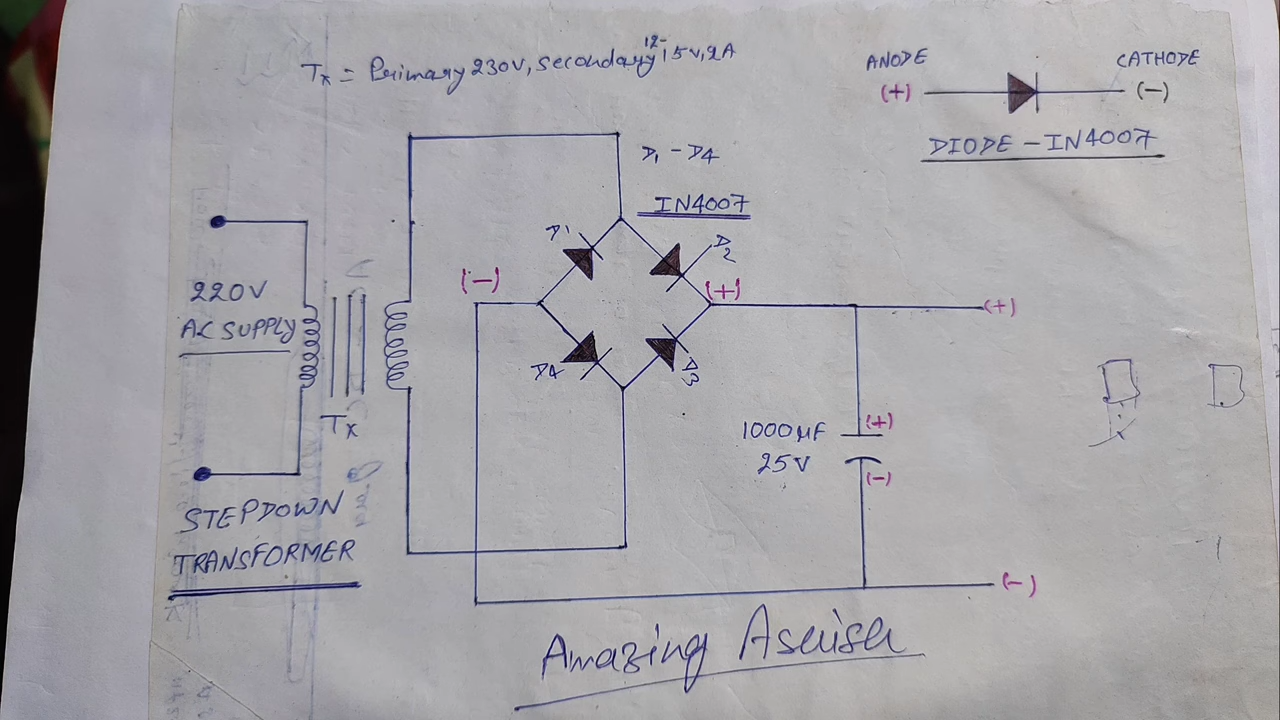 12-
Tx = Primary 230V, Secondary 15V, 2A
ANODE
CATHODE
(+)
(-)
DIODE - IN4007
D1 - D4
IN4007
D1
D2
(-)
(+)
(+)
220V
AC SUPPLY
D4
D3
Tx
1000µF
25V
(+)
(-)
STEPDOWN
TRANSFORMER
(-)
Amazing